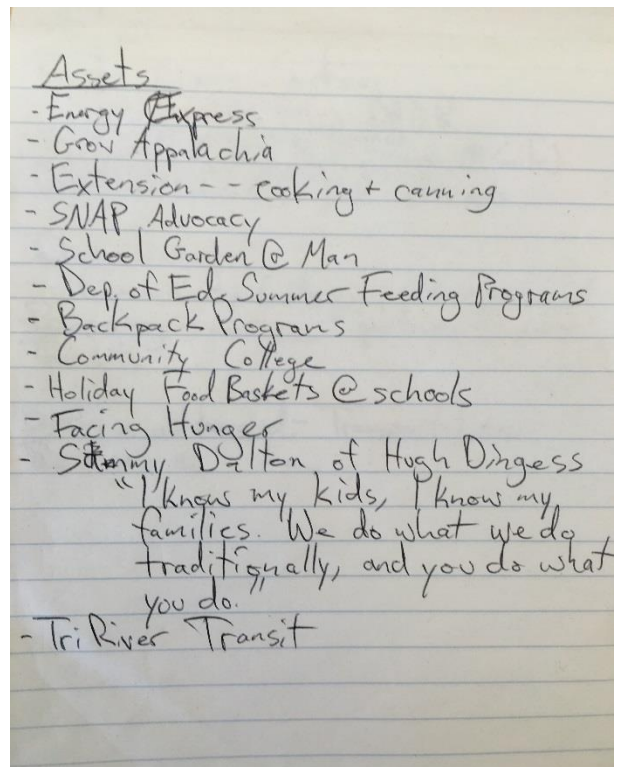 Assets
- Energy Express
- Grow Appalachia
- Extension -- cooking + canning
- SNAP Advocacy
- School Garden @ Man
- Dep. of Ed. Summer Feeding Programs
- Backpack Programs
- Community College
- Holiday Food Baskets @ schools
- Facing Hunger
- Dalton of Hugh Dingess
"I know my kids, I know my
families. We do what we do
traditionally, and you do what
you do."
- Tri River Transit